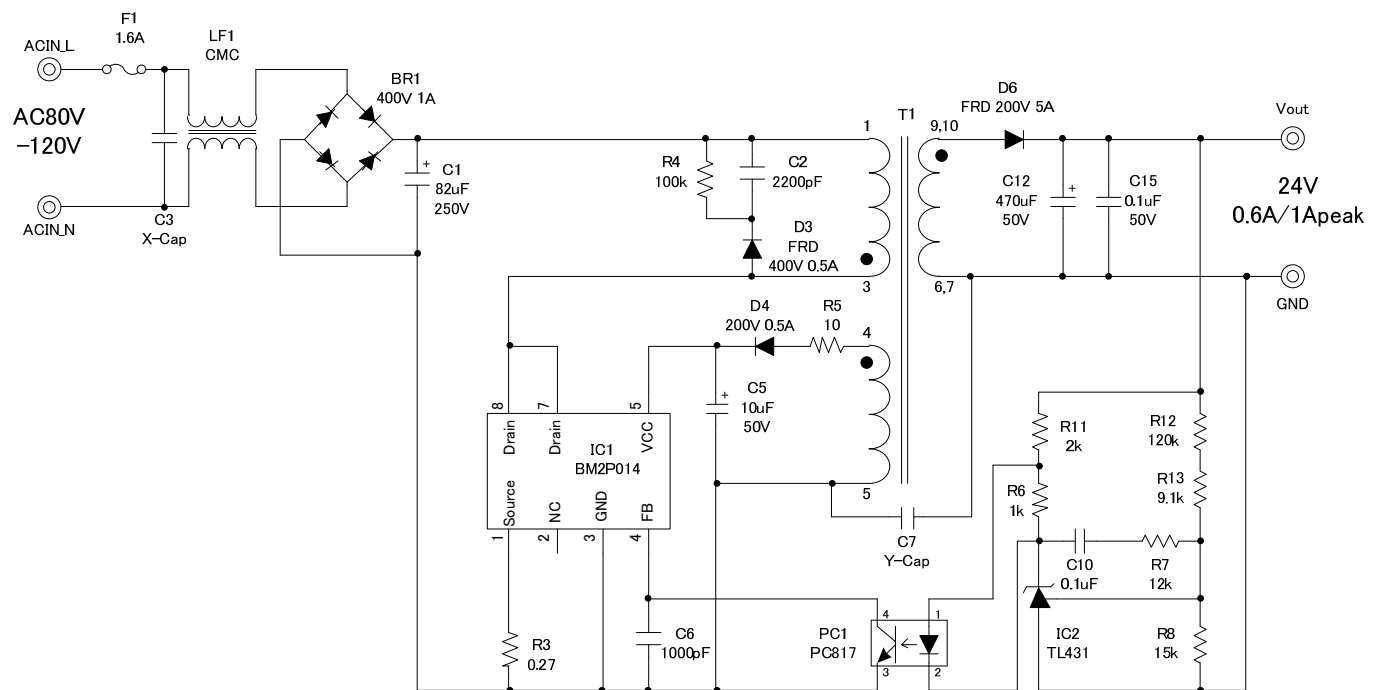 F1
1.6A
ACIN_L
LF1
CMC
AC80V
-120V
BR1
400V 1A
C3
X-Cap
ACIN_N
C1
82uF
250V
R4
100k
C2
2200pF
D3
FRD
400V 0.5A
T1
1
3
9,10
6,7
D6
FRD 200V 5A
C12
470uF
50V
C15
0.1uF
50V
Vout
24V
0.6A/1Apeak
GND
D4
200V 0.5A
R5
10
4
5
C5
10uF
50V
8
7
5
Drain
Drain
VCC
IC1
BM2P014
Source
NC
GND
FB
1
2
3
4
C7
Y-Cap
R11
2k
R12
120k
R6
1k
R13
9.1k
C10
0.1uF
R7
12k
R3
0.27
C6
1000pF
PC1
PC817
4
1
3
2
IC2
TL431
R8
15k